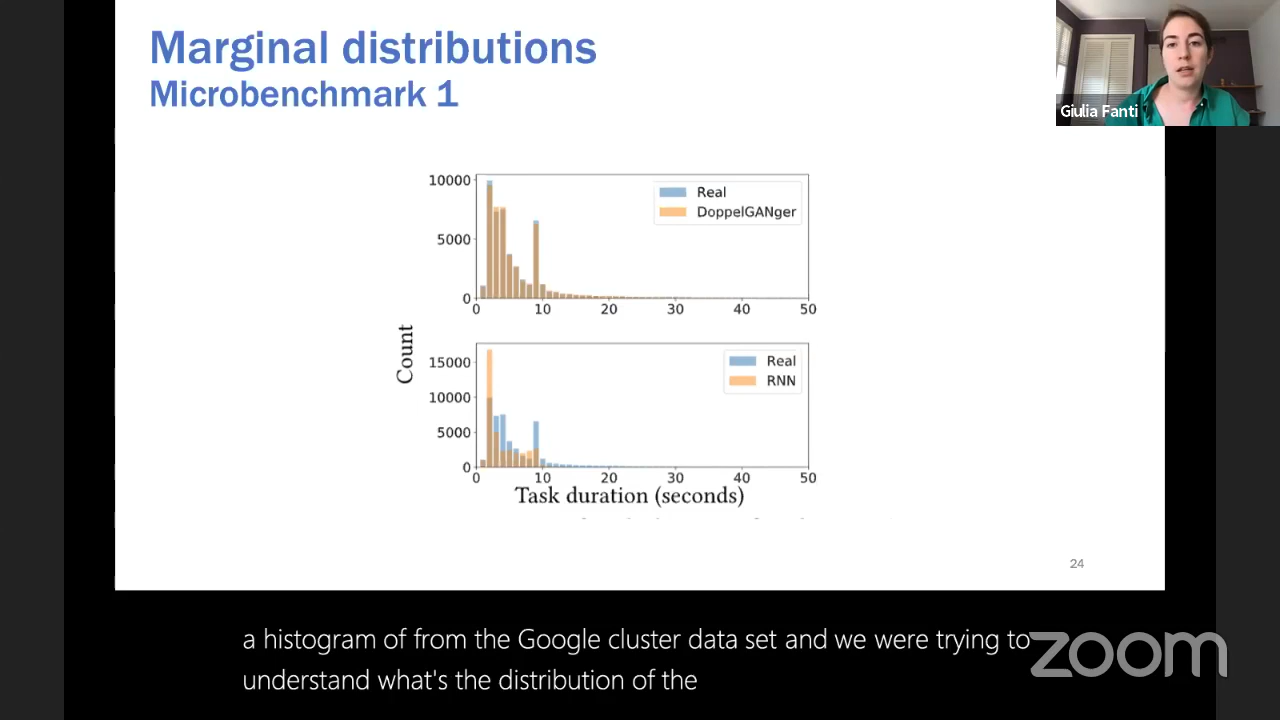 Marginal distributions
Microbenchmark 1
Giulia Fanti
10000
5000
0
Real
DoppelGANger
0 10 20 30 40 50
Count
15000
10000
5000
0
Real
RNN
0 10 20 30 40 50
Task duration (seconds)
24
a histogram of from the Google cluster data set and we were trying to
understand what's the distribution of the
zoom